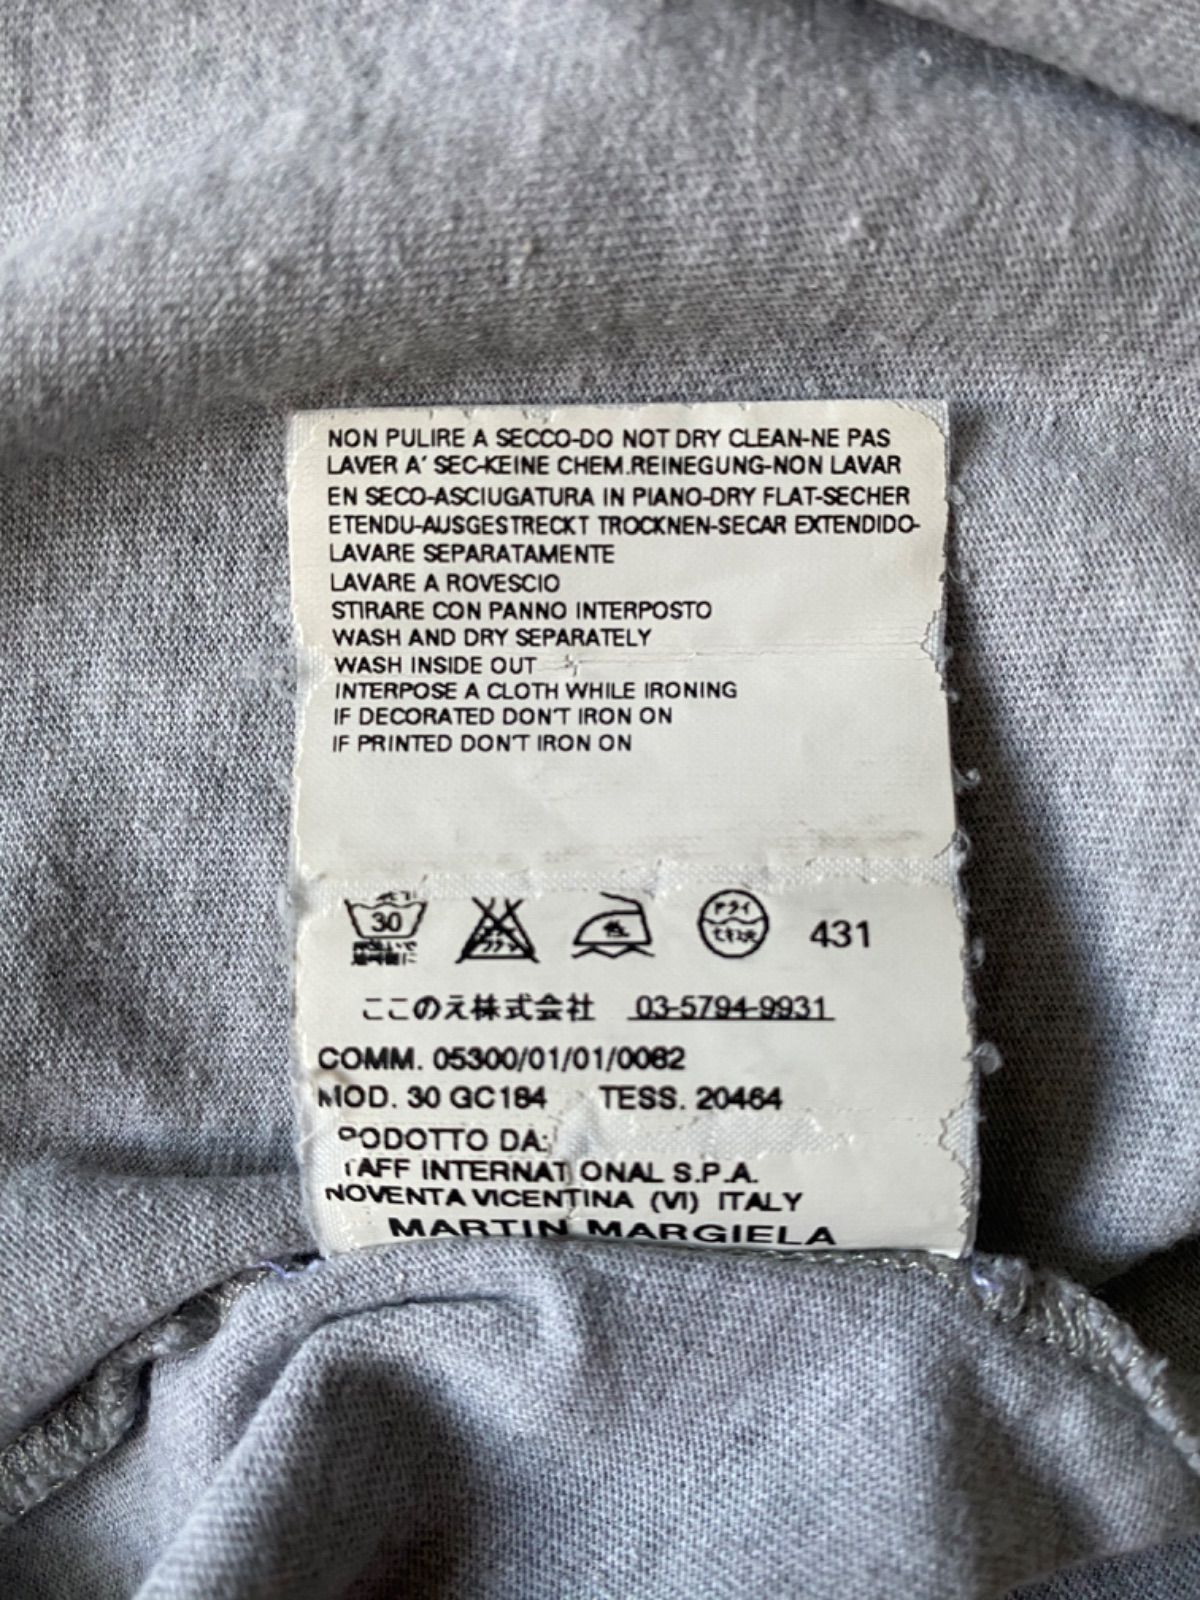 NON PULIRE A SECCO-DO NOT DRY CLEAN-NE PAS
LAVER A' SEC-KEINE CHEM.REINEGUNG-NON LAVAR
EN SECO-ASCIUGATURA IN PIANO-DRY FLAT-SECHER
ETENDU-AUSGESTRECKT TROCKNEN-SECAR EXTENDIDO-
LAVARE SEPARATAMENTE
LAVARE A ROVESCIO
STIRARE CON PANNO INTERPOSTO
WASH AND DRY SEPARATELY
WASH INSIDE OUT
INTERPOSE A CLOTH WHILE IRONING
IF DECORATED DON'T IRON ON
IF PRINTED DON'T IRON ON
30 431
ここのえ株式会社 03-5794-9931
COMM. 05300/01/01/0082
MOD. 30 GC184 TESS. 20464
ODOTTO DA:
TAFF INTERNATIONAL S.P.A.
NOVENTA VICENTINA (VI) ITALY
MARTIN MARGIELA